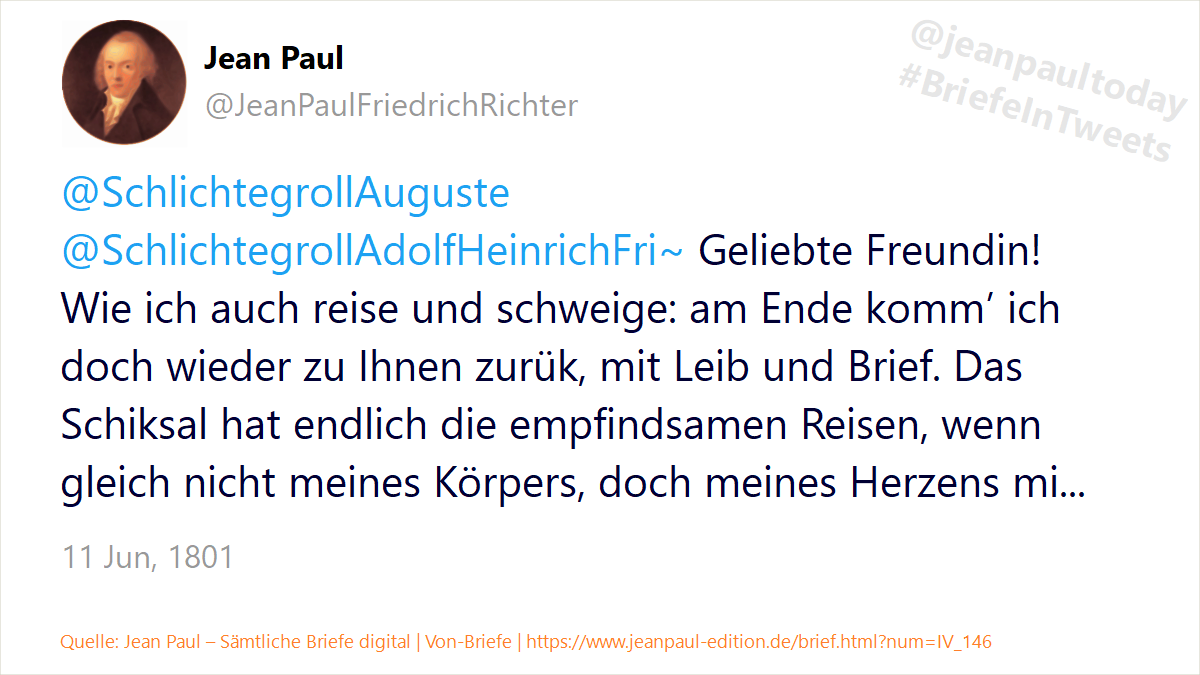 Jean Paul
@JeanPaulFriedrichRichter
@jeanpaultoday
#BriefeInTweets
@SchlichtegrollAuguste
@SchlichtegrollAdolfHeinrichFri~ Geliebte Freundin!
Wie ich auch reise und schweige: am Ende komm’ ich
doch wieder zu Ihnen zurük, mit Leib und Brief. Das
Schiksal hat endlich die empfindsamen Reisen, wenn
gleich nicht meines Körpers, doch meines Herzens mi...
11 Jun, 1801
Quelle: Jean Paul – Sämtliche Briefe digital | Von-Briefe | https://www.jeanpaul-edition.de/brief.html?num=IV_146